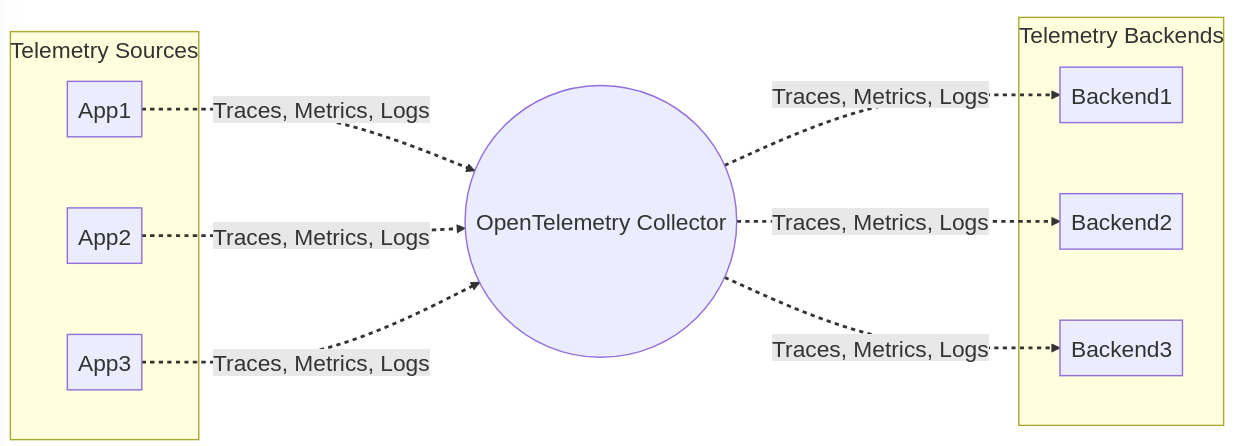 Telemetry Sources
App1
App2
App3
Traces, Metrics, Logs
Traces, Metrics, Logs
Traces, Metrics, Logs
OpenTelemetry Collector
Traces, Metrics, Logs
Traces, Metrics, Logs
Traces, Metrics, Logs
Telemetry Backends
Backend1
Backend2
Backend3